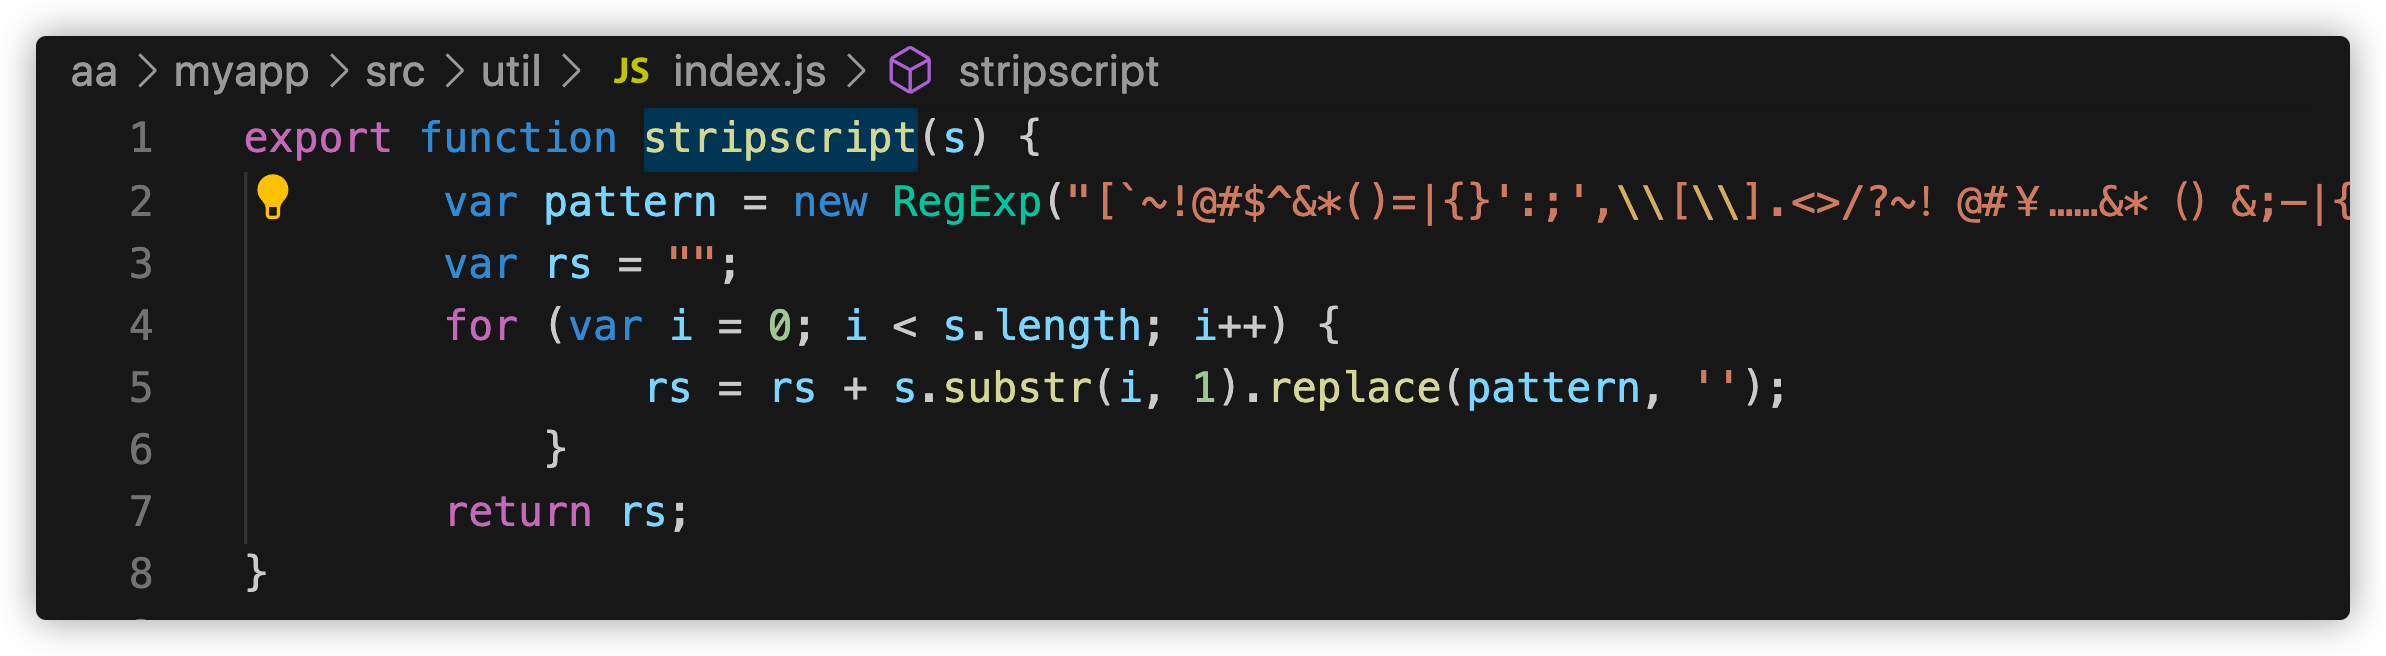 aa > myapp > src > util > JS index.js > stripscript
1 export function stripscript(s) {
2 var pattern = new RegExp("[`~!@#$^&*()=|{}':;',\\[\\].<>/?~! @#¥……&* () &;—|{
3 var rs = "";
4 for (var i = 0; i < s.length; i++) {
5 rs = rs + s.substr(i, 1).replace(pattern, '');
6 }
7 return rs;
8 }